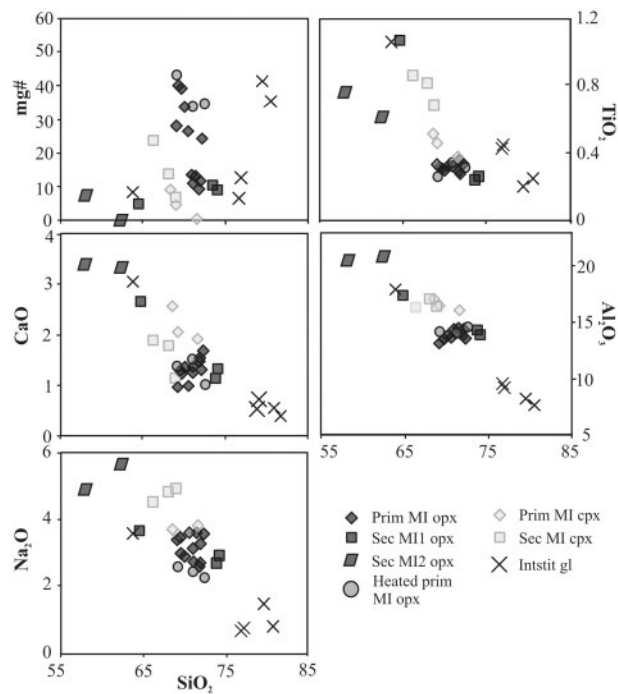 60
50
40
30
20
10
0
mg#
1.2
0.8
0.4
0
TiO2
4
3
2
1
0
CaO
20
15
10
5
Al2O3
55 65 75 85
6
4
2
0
Na2O
55 65 75 85
SiO2
Prim MI opx
Sec MI1 opx
Sec MI2 opx
Heated prim
MI opx
Prim MI cpx
Sec MI cpx
Intstit gl